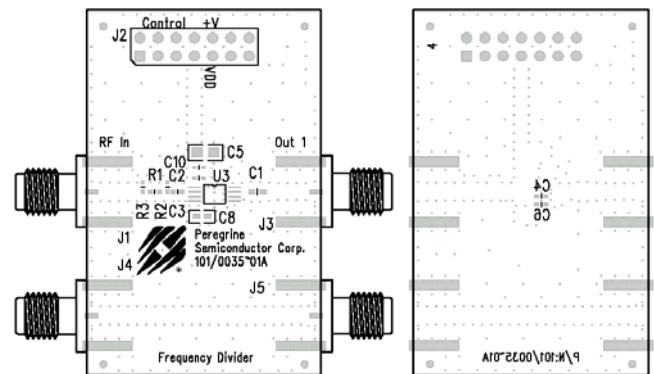 Control +V
J2
VDD
RF In
Out 1
C10
C5
R1
C2
U3
C1
R3
R2
C3
C8
J3
J1
Peregrine
Semiconductor Corp.
101/0035~01A
J4
J5
Frequency Divider
4
C4
C6
P/N:101/0035~01A